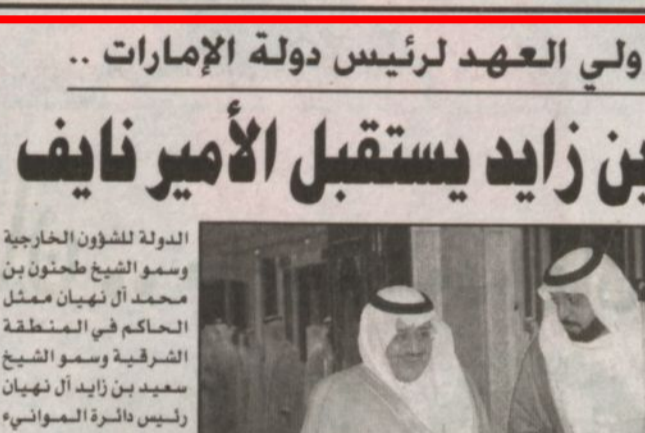 ولي العهد لرئيس دولة الإمارات ..
بن زايد يستقبل الأمير نايف
الدولة للشؤون الخارجية
وسمو الشيخ طحنون بن
محمد آل نهيان ممثل
الحاكم في المنطقة
الشرقية وسمو الشيخ
سعيد بن زايد آل نهيان
رئيس دائرة الموانيء